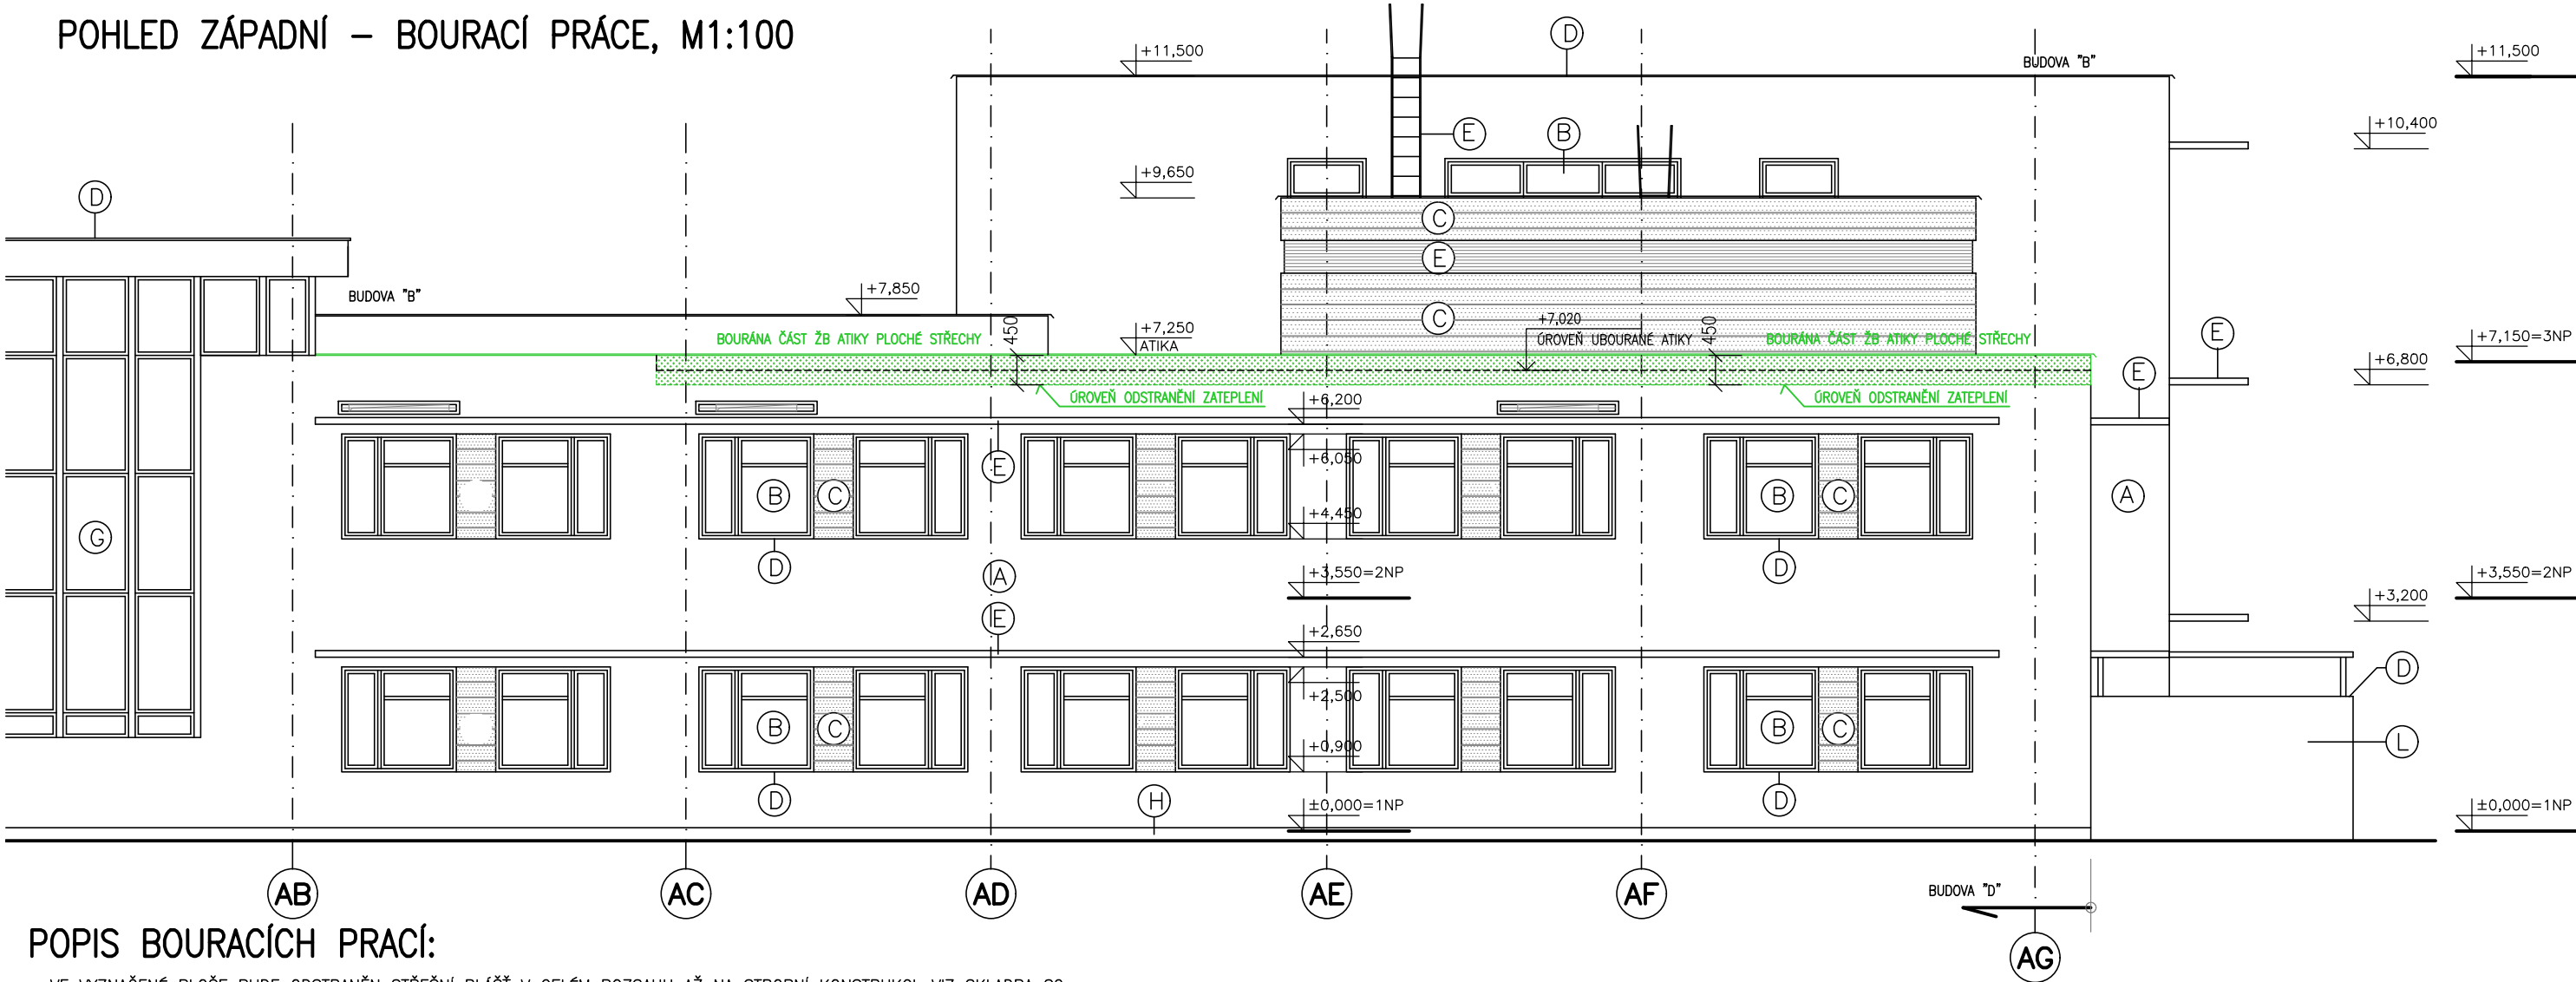 POHLED ZÁPADNÍ – BOURACÍ PRÁCE, M1:100
D
+11,500
BUDOVA "B"
+11,500
E
B
+10,400
+9,650
D
C
E
BUDOVA "B"
+7,850
C
+7,020
BOURÁNA ČÁST ŽB ATIKY PLOCHÉ STŘECHY
450
+7,250
ATIKA
ÚROVEŇ UBOURANÉ ATIKY
450
BOURÁNA ČÁST ŽB ATIKY PLOCHÉ STŘECHY
E
+7,150=3NP
E
+6,800
ÚROVEŇ ODSTRANĚNÍ ZATEPLENÍ
+6,200
ÚROVEŇ ODSTRANĚNÍ ZATEPLENÍ
E
+6,050
B
C
B
C
A
G
+4,450
D
A
+3,550=2NP
D
+3,550=2NP
E
+3,200
+2,650
D
+2,500
B
C
B
C
L
+0,900
D
H
±0,000=1NP
D
±0,000=1NP
AB
AC
AD
AE
AF
BUDOVA "D"
AG
POPIS BOURACÍCH PRACÍ: